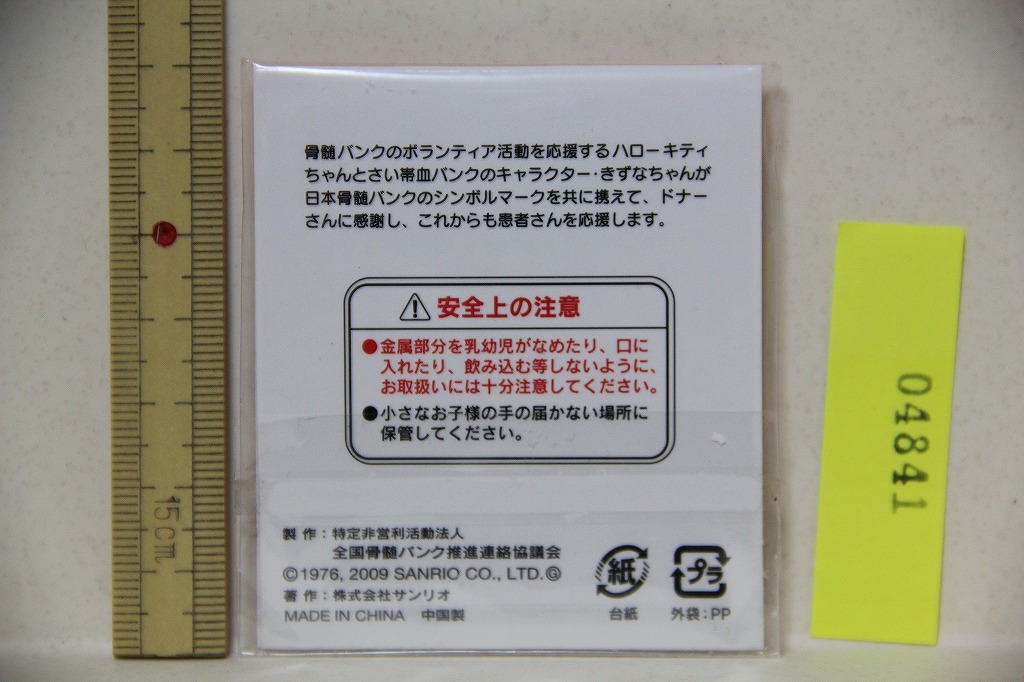 骨髄バンクのボランティア活動を応援するハローキティ
ちゃんとさい帯血バンクのキャラクター・きずなちゃんが
日本骨髄バンクのシンボルマークを共に携えて、ドナー
さんに感謝し、これからも患者さんを応援します。
安全上の注意
●金属部分を乳幼児がなめたり、口に
入れたり、飲み込む等しないように、
お取扱いには十分注意してください。
●小さなお子様の手の届かない場所に
保管してください。
製作：特定非営利活動法人
全国骨髄バンク推進連絡協議会
©1976, 2009 SANRIO CO., LTD.Ⓖ
著作：株式会社サンリオ
MADE IN CHINA 中国製
紙
台紙
プラ
外袋：PP
15cm
04841